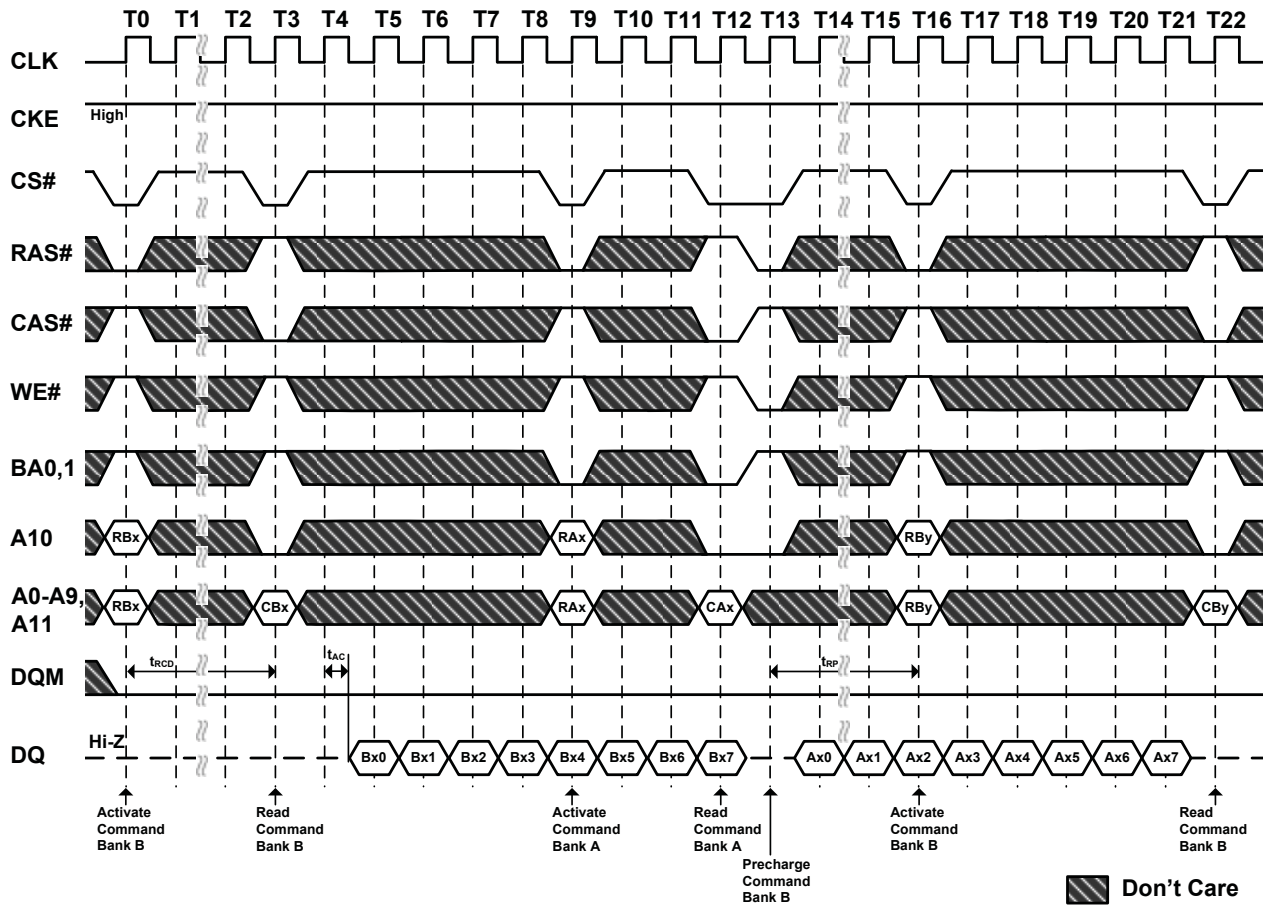 T0 T1 T2 T3 T4 T5 T6 T7 T8 T9 T10 T11 T12 T13 T14 T15 T16 T17 T18 T19 T20 T21 T22
CLK
CKE High
CS#
RAS#
CAS#
WE#
BA0,1
A10 RBx RAx RBy
A0-A9,
A11
RBx CBx RAx CAx RBy CBy
tRCD tAC tRP
DQM
DQ Hi-Z Bx0 Bx1 Bx2 Bx3 Bx4 Bx5 Bx6 Bx7 Ax0 Ax1 Ax2 Ax3 Ax4 Ax5 Ax6 Ax7
Activate
Command
Bank B
Read
Command
Bank B
Activate
Command
Bank A
Read
Command
Bank A
Precharge
Command
Bank B
Activate
Command
Bank B
Read
Command
Bank B
Don't Care